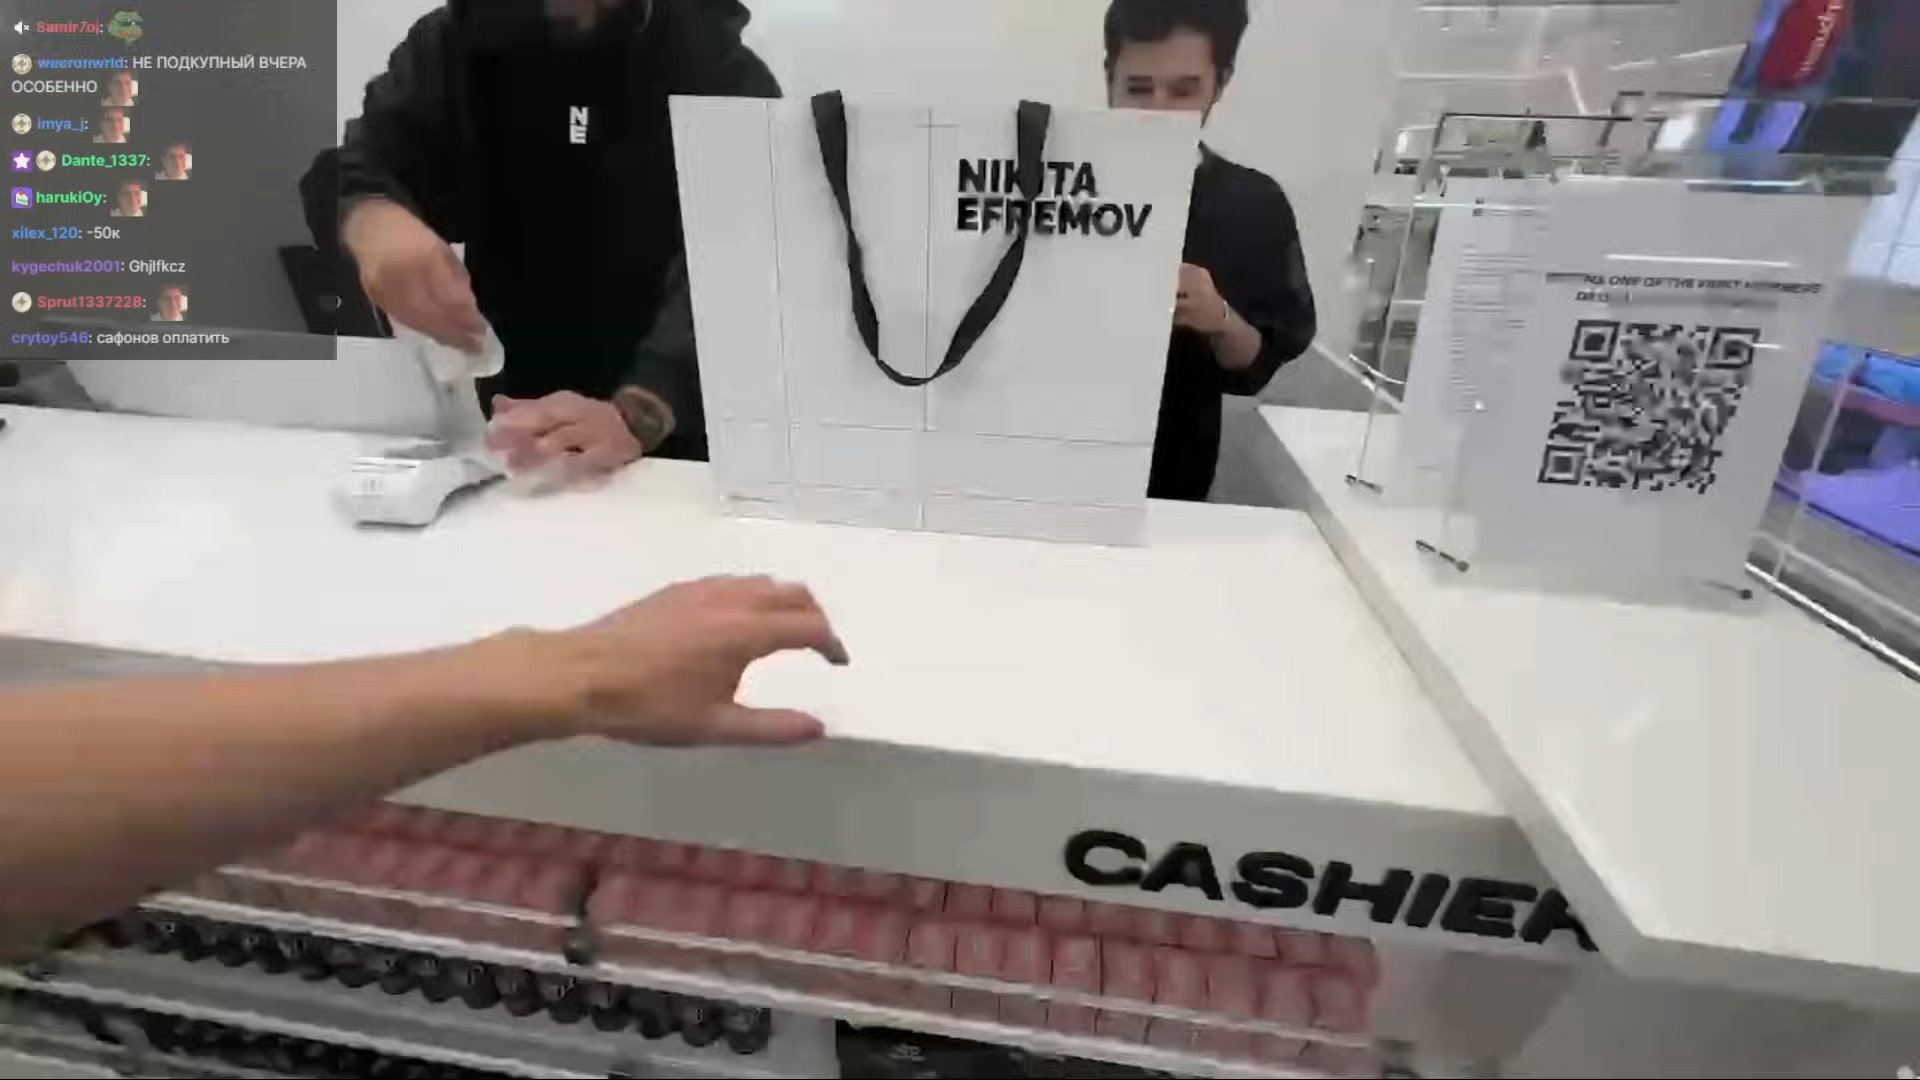 Samir7oj:
weeronwrld: НЕ ПОДКУПНЫЙ ВЧЕРА
ОСОБЕННО
imya_j:
Dante_1337:
harukiOy:
xilex_120: -50к
kygechuk2001: Ghjlfkcz
Sprut1337228:
crytoy546: сафонов оплатить
N
E
NIKITA
EFREMOV
CASHIER